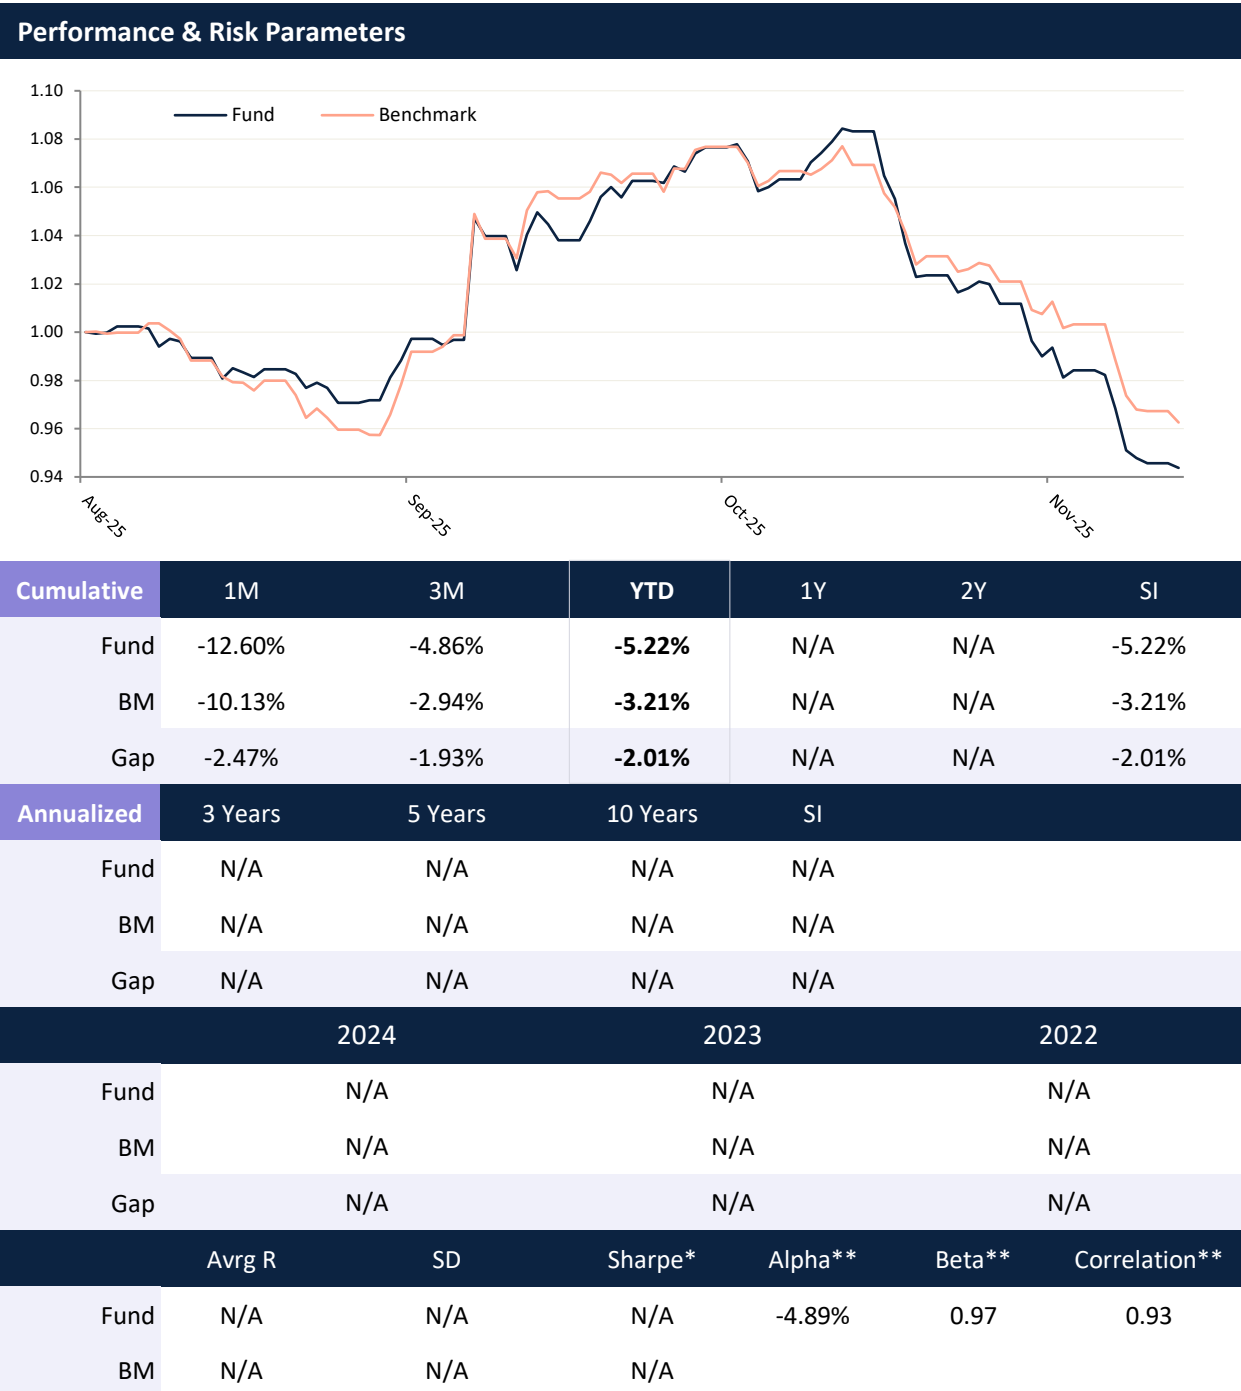 Performance & Risk Parameters
1.10
Fund Benchmark
1.08
1.06
1.04
1.02
1.00
0.98
0.96
0.94
Aug-25 Sep-25 Oct-25 Nov-25
Cumulative 1M 3M YTD 1Y 2Y SI
Fund -12.60% -4.86% -5.22% N/A N/A -5.22%
BM -10.13% -2.94% -3.21% N/A N/A -3.21%
Gap -2.47% -1.93% -2.01% N/A N/A -2.01%
Annualized 3 Years 5 Years 10 Years SI
Fund N/A N/A N/A N/A
BM N/A N/A N/A N/A
Gap N/A N/A N/A N/A
2024 2023 2022
Fund N/A N/A N/A
BM N/A N/A N/A
Gap N/A N/A N/A
Avrg R SD Sharpe* Alpha** Beta** Correlation**
Fund N/A N/A N/A -4.89% 0.97 0.93
BM N/A N/A N/A